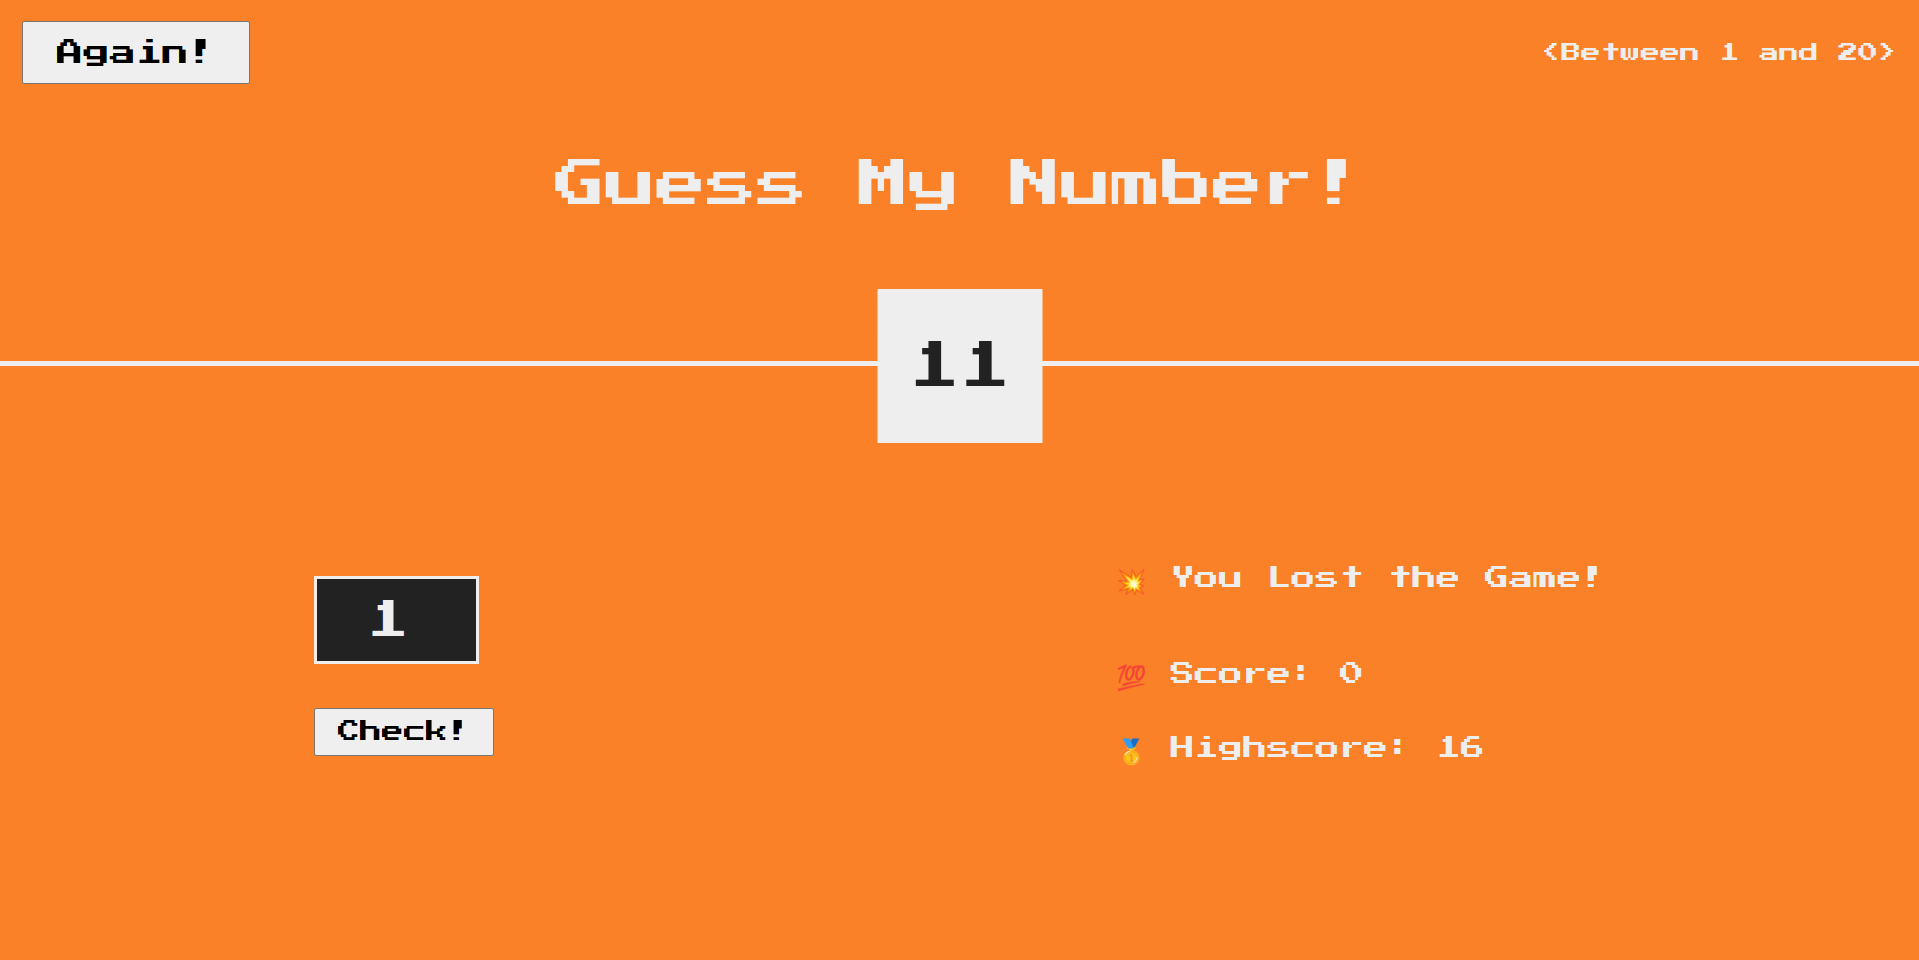 Again!
(Between 1 and 20)
Guess My Number!
11
1
💥 You Lost the Game!
💯 Score: 0
Check!
🥇 Highscore: 16